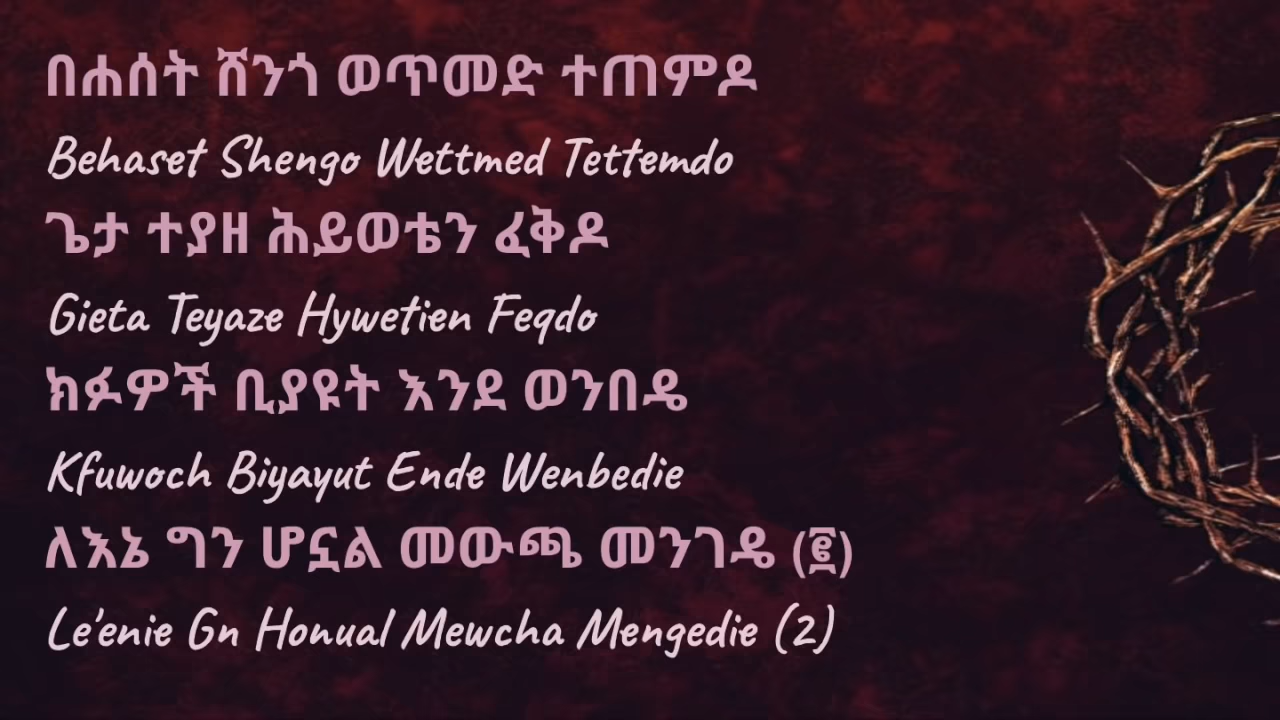 በሐሰት ሸንጎ ወጥመድ ተጠምዶ
Behaset Shengo Wettmed Tettemdo
ጌታ ተያዘ ሕይወቴን ፈቅዶ
Gieta Teyaze Hywetien Feqdo
ክፉዎች ቢያዩት እንደ ወንበዴ
Kfuwoch Biyayut Ende Wenbedie
ለእኔ ግን ሆኗል መውጫ መንገዴ (፪)
Le'enie Gn Honual Mewcha Mengedie (2)